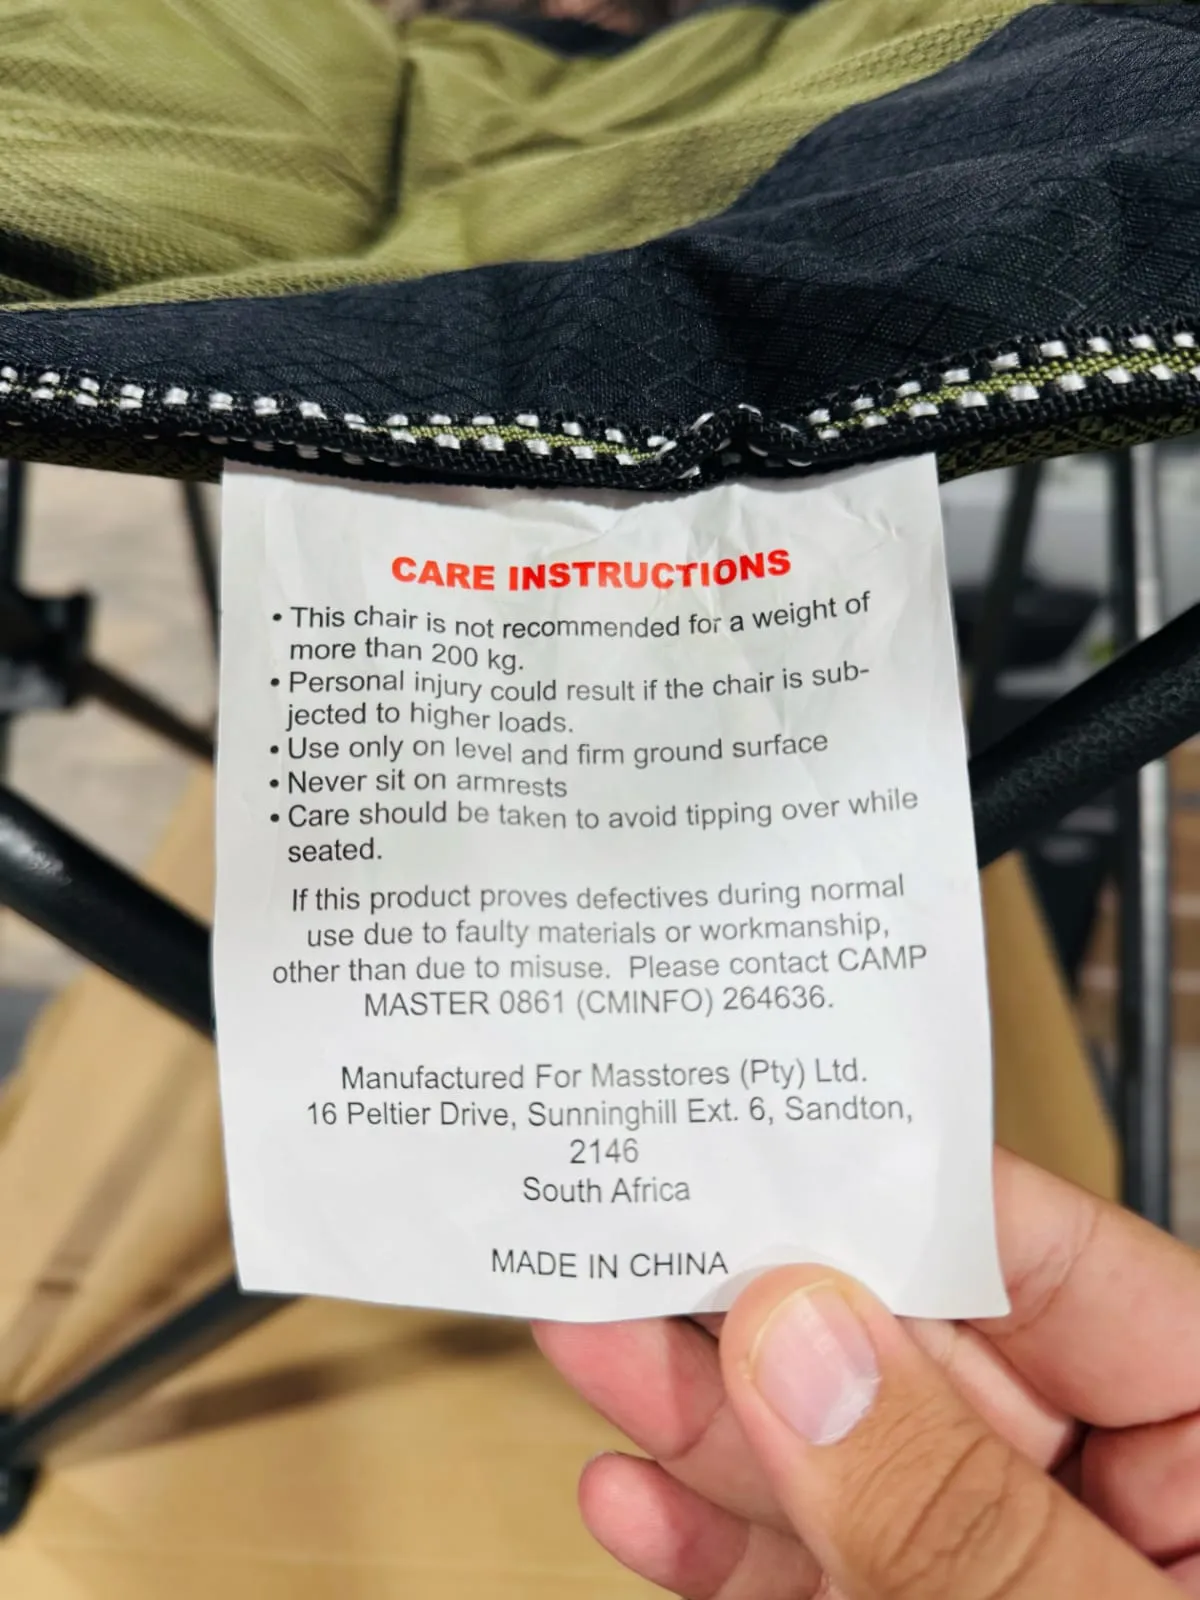 CARE INSTRUCTIONS
• This chair is not recommended for a weight of
more than 200 kg.
• Personal injury could result if the chair is sub-
jected to higher loads.
• Use only on level and firm ground surface
• Never sit on armrests
• Care should be taken to avoid tipping over while
seated.
If this product proves defectives during normal
use due to faulty materials or workmanship,
other than due to misuse. Please contact CAMP
MASTER 0861 (CMINFO) 264636.
Manufactured For Masstores (Pty) Ltd.
16 Peltier Drive, Sunninghill Ext. 6, Sandton,
2146
South Africa
MADE IN CHINA